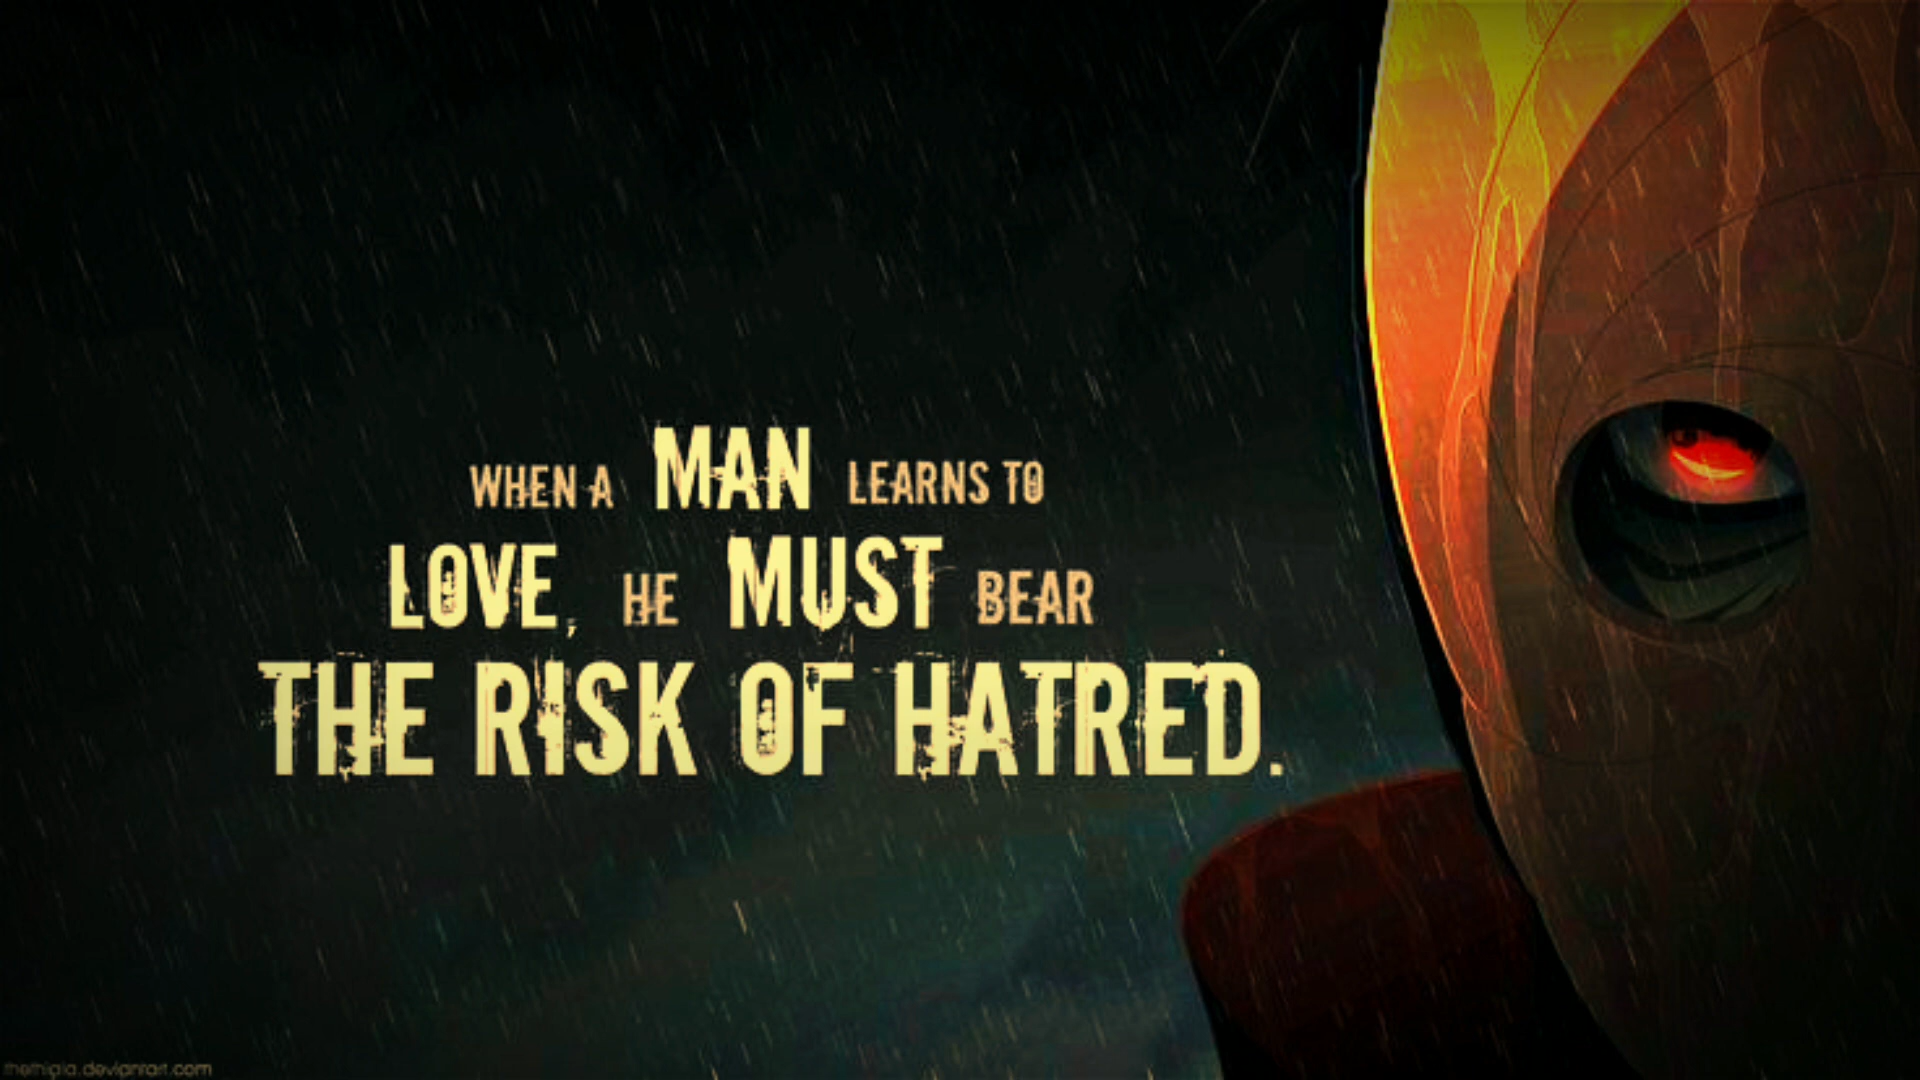 WHEN A MAN LEARNS TO
LOVE, HE MUST BEAR
THE RISK OF HATRED.